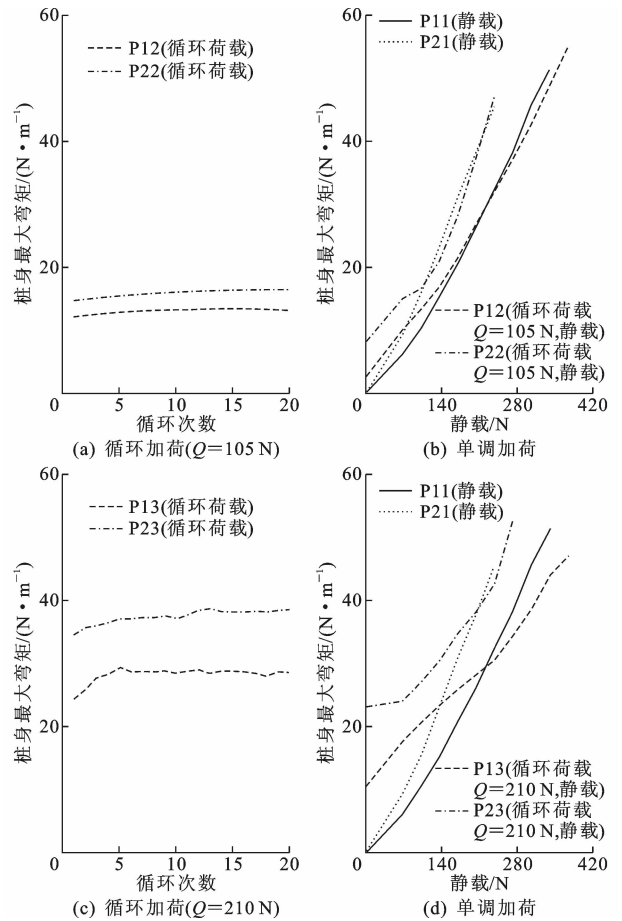 60
40
20
桩身最大弯矩/(N·m⁻¹)
P12(循环荷载)
P22(循环荷载)
0 5 10 15 20
循环次数
(a) 循环加荷(Q=105 N)
60
40
20
桩身最大弯矩/(N·m⁻¹)
P11(静载)
P21(静载)
P12(循环荷载
Q=105 N,静载)
P22(循环荷载
Q=105 N,静载)
0 140 280 420
静载/N
(b) 单调加荷
60
40
20
桩身最大弯矩/(N·m⁻¹)
P13(循环荷载)
P23(循环荷载)
0 5 10 15 20
循环次数
(c) 循环加荷(Q=210 N)
60
40
20
桩身最大弯矩/(N·m⁻¹)
P11(静载)
P21(静载)
P13(循环荷载
Q=210 N,静载)
P23(循环荷载
Q=210 N,静载)
0 140 280 420
静载/N
(d) 单调加荷